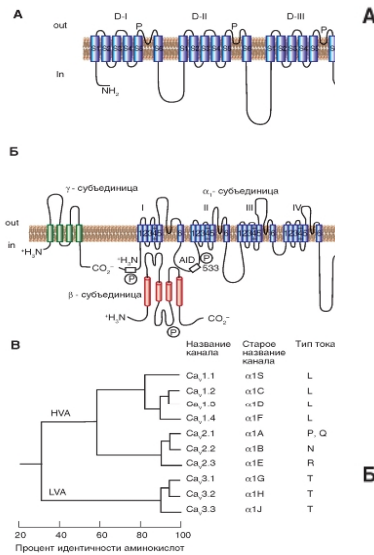 А
D-I D-II D-III
out
P P P
In
NH2
А
Б
γ - субъединица
α1- субъединица
I II III IV
out
in
+H3N
CO2–
+H3N
P
AID
P
533
β - субъединица
+H3N
CO2–
P
В
Название канала
Старое название канала
Тип тока
Cav1.1 α1S L
Cav1.2 α1C L
Cav1.3 α1D L
Cav1.4 α1F L
HVA
Cav2.1 α1A P, Q
Cav2.2 α1B N
Cav2.3 α1E R
LVA
Cav3.1 α1G T
Cav3.2 α1H T
Cav3.3 α1J T
20 40 60 80 100
Процент идентичности аминокислот
Б